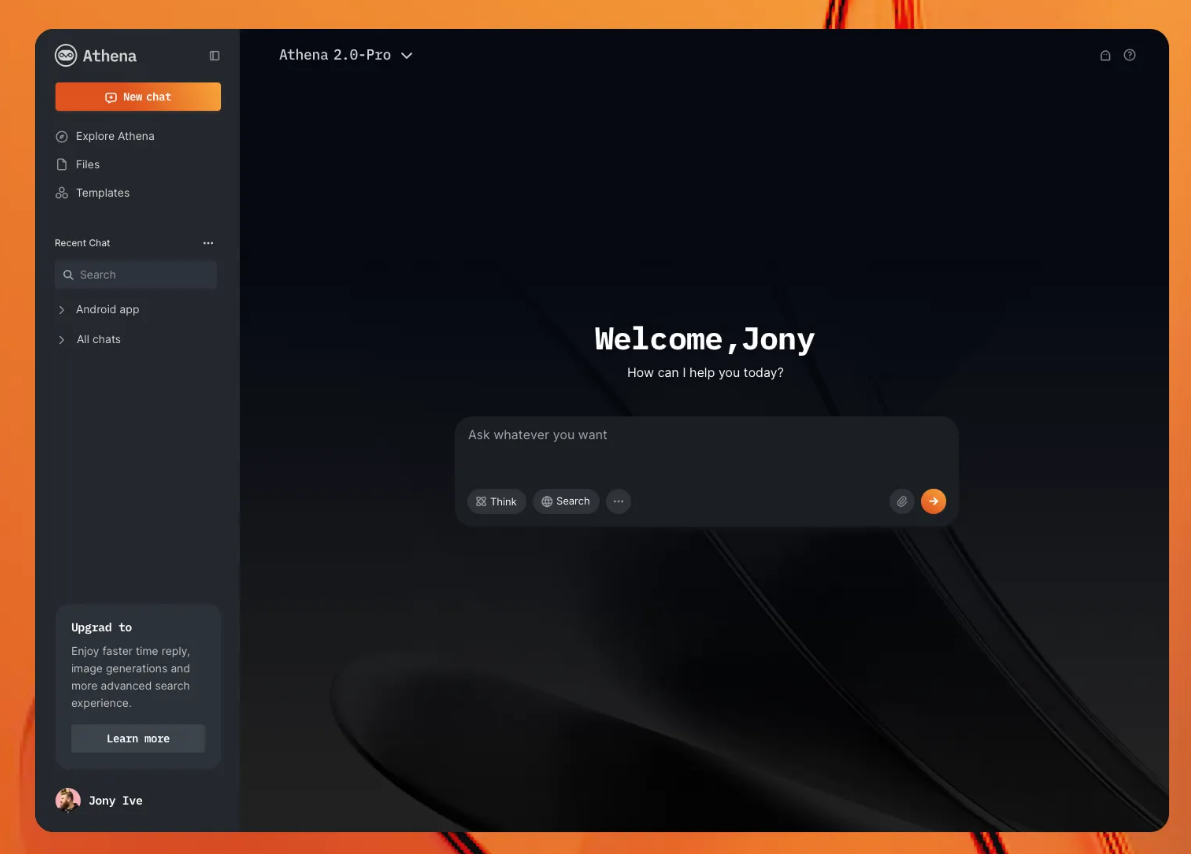 Athena
New chat
Explore Athena
Files
Templates
Recent Chat
Search
Android app
All chats
Upgrad to
Enjoy faster time reply,
image generations and
more advanced search
experience.
Learn more
Jony Ive
Athena 2.0-Pro
Welcome,Jony
How can I help you today?
Ask whatever you want
Think
Search